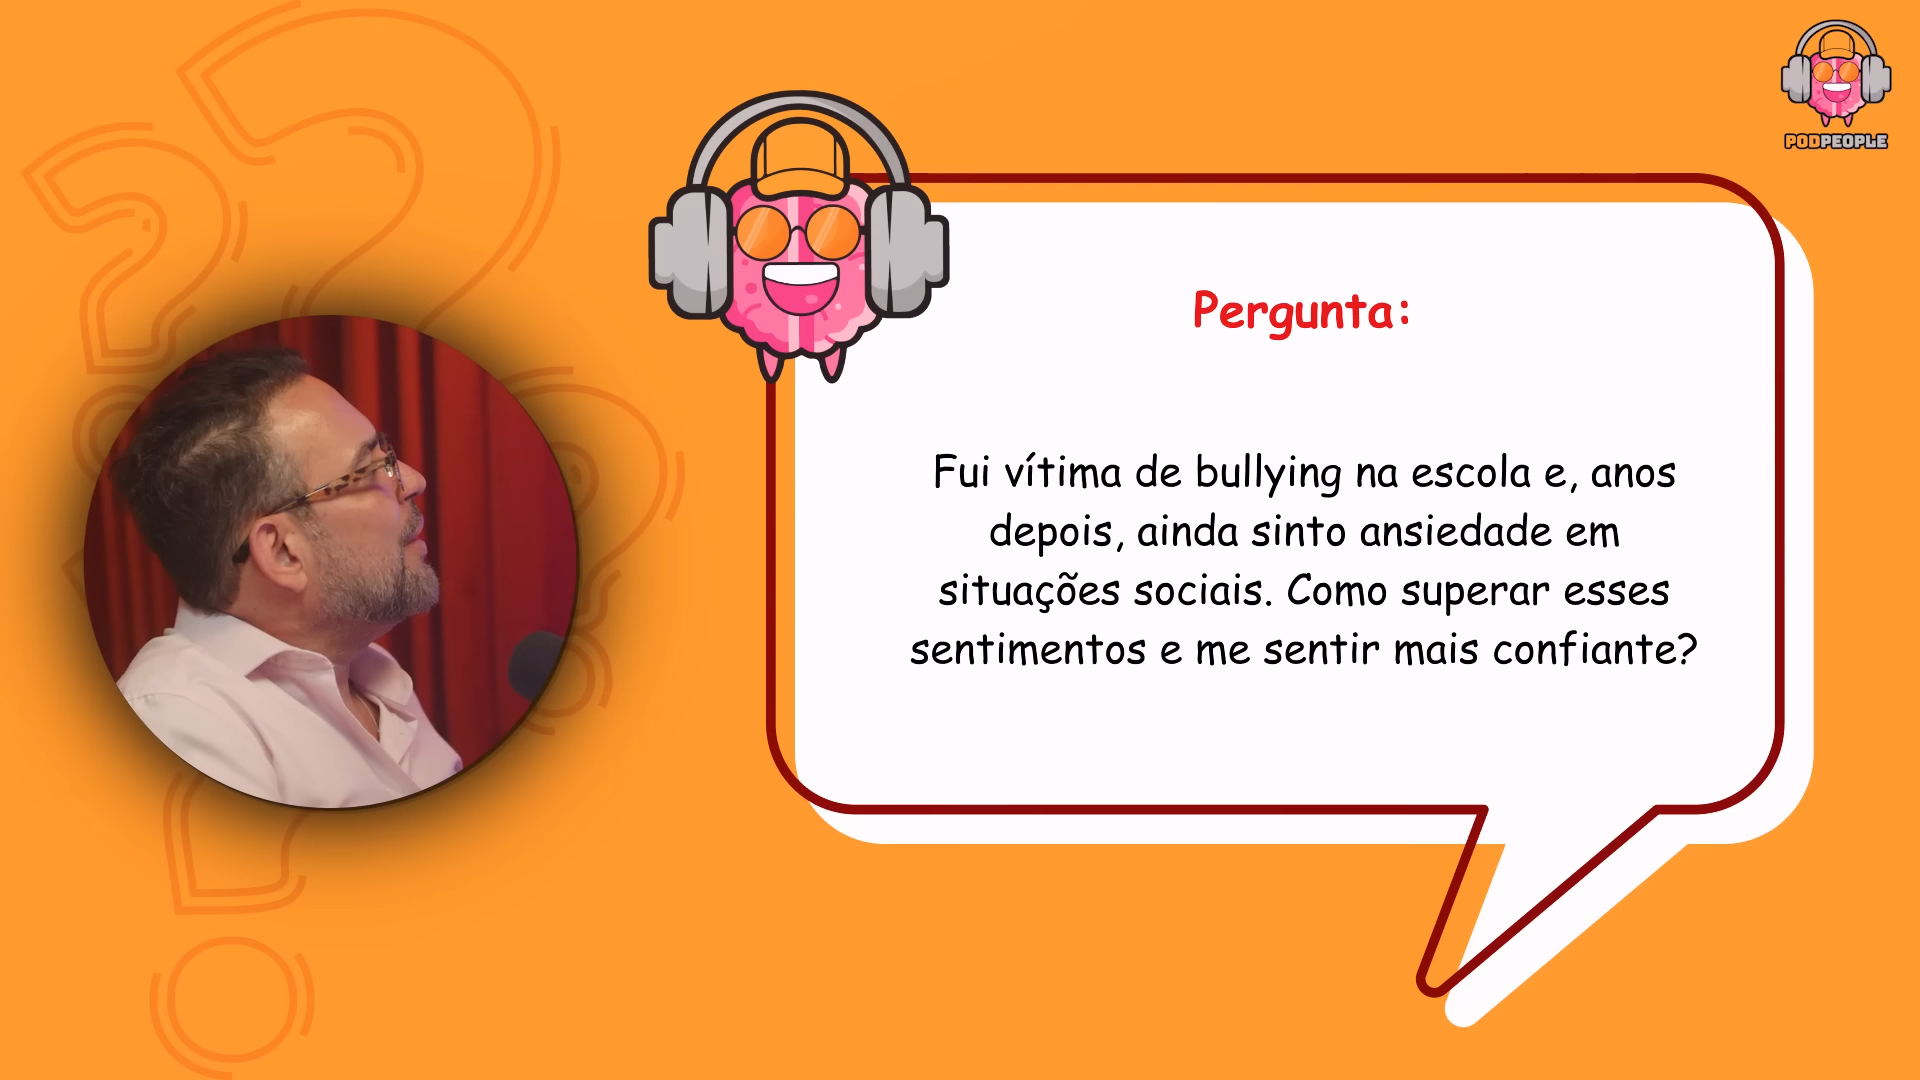 PODPEOPLE
Pergunta:
Fui vítima de bullying na escola e, anos
depois, ainda sinto ansiedade em
situações sociais. Como superar esses
sentimentos e me sentir mais confiante?